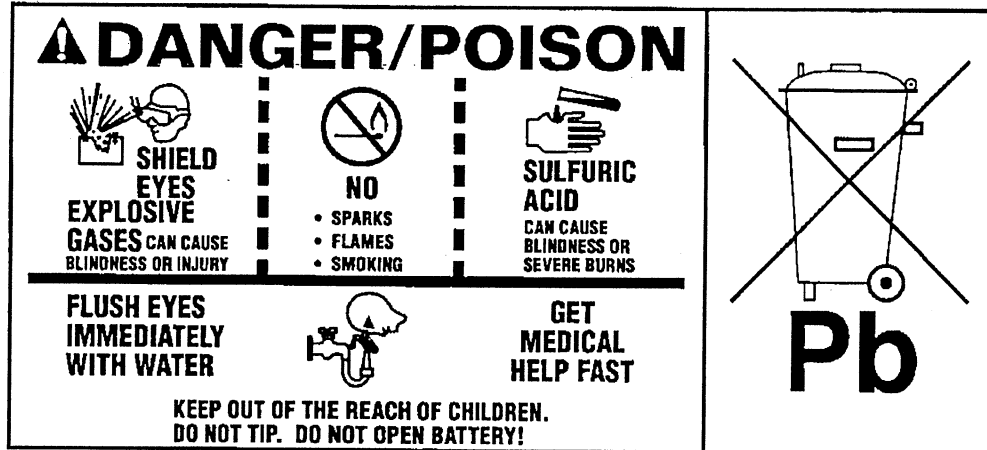 DANGER/POISON
SHIELD
EYES
EXPLOSIVE
GASES CAN CAUSE
BLINDNESS OR INJURY
NO
• SPARKS
• FLAMES
• SMOKING
SULFURIC
ACID
CAN CAUSE
BLINDNESS OR
SEVERE BURNS
FLUSH EYES
IMMEDIATELY
WITH WATER
GET
MEDICAL
HELP FAST
KEEP OUT OF THE REACH OF CHILDREN.
DO NOT TIP. DO NOT OPEN BATTERY!
Pb